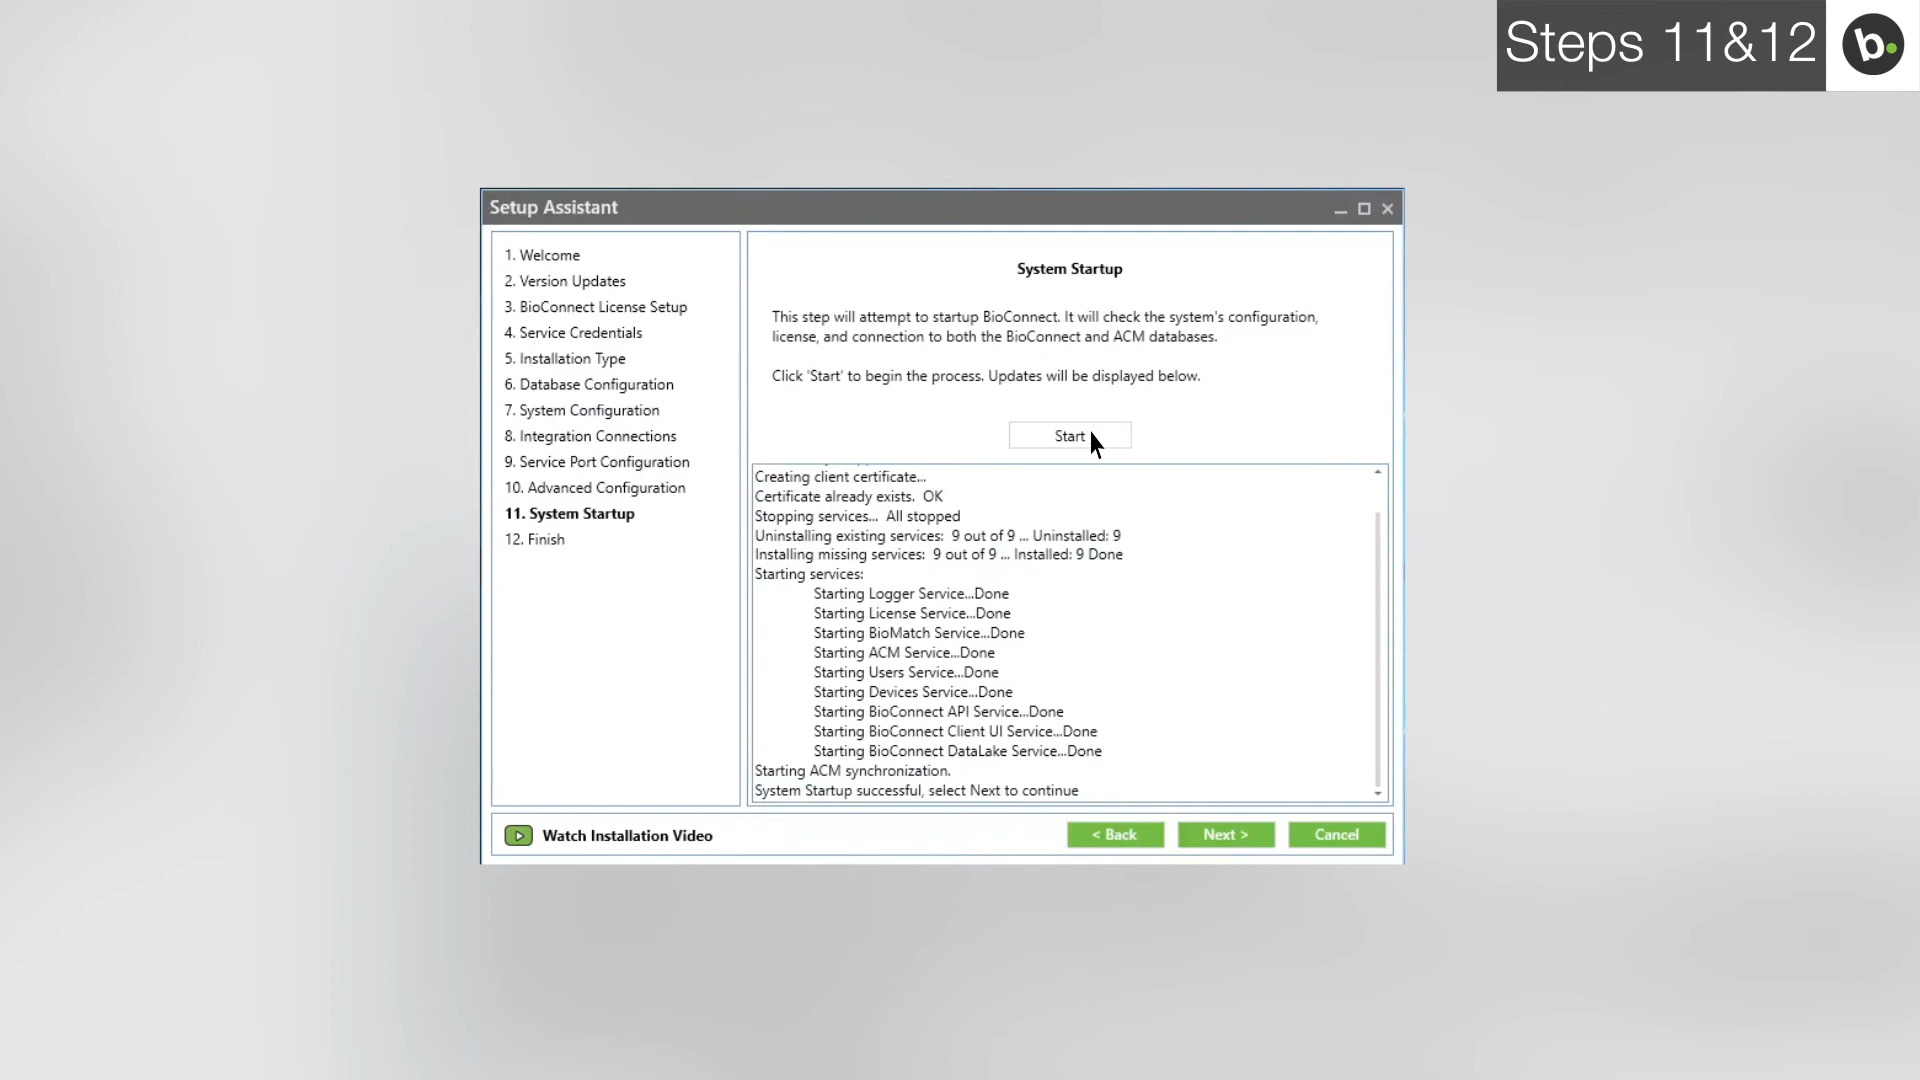 Steps 11&12
b.
Setup Assistant
1. Welcome
2. Version Updates
3. BioConnect License Setup
4. Service Credentials
5. Installation Type
6. Database Configuration
7. System Configuration
8. Integration Connections
9. Service Port Configuration
10. Advanced Configuration
11. System Startup
12. Finish
System Startup
This step will attempt to startup BioConnect. It will check the system's configuration,
license, and connection to both the BioConnect and ACM databases.
Click 'Start' to begin the process. Updates will be displayed below.
Start
Creating client certificate...
Certificate already exists.  OK
Stopping services...  All stopped
Uninstalling existing services:  9 out of 9 ... Uninstalled: 9
Installing missing services:  9 out of 9 ... Installed: 9 Done
Starting services:
Starting Logger Service...Done
Starting License Service...Done
Starting BioMatch Service...Done
Starting ACM Service...Done
Starting Users Service...Done
Starting Devices Service...Done
Starting BioConnect API Service...Done
Starting BioConnect Client UI Service...Done
Starting BioConnect DataLake Service...Done
Starting ACM synchronization.
System Startup successful, select Next to continue
Watch Installation Video
< Back
Next >
Cancel